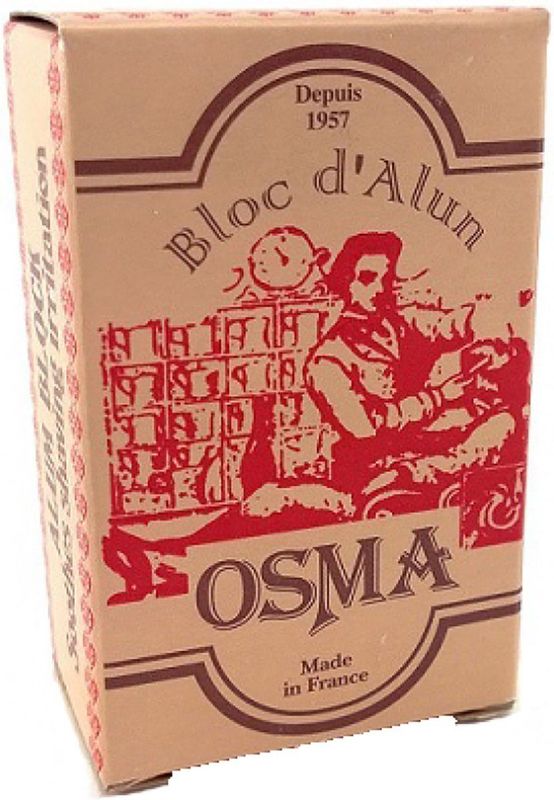 Depuis
1957
Bloc d'Alun
OSMA
Made
in France
ALUM BLOCK
Soothes shaving irritation